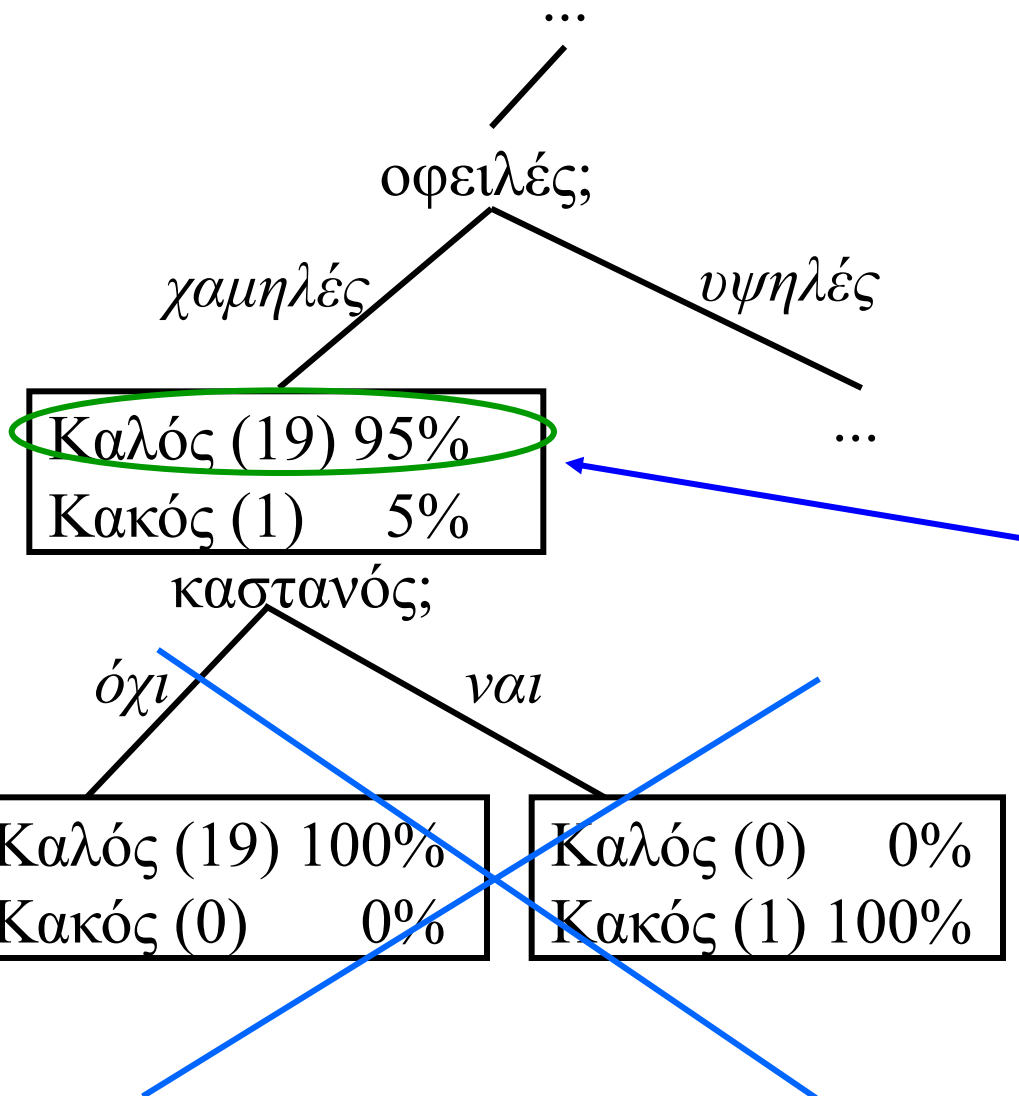 ...
οφειλές;
χαμηλές
υψηλές
Καλός (19) 95%
Κακός (1) 5%
...
καστανός;
όχι
ναι
Καλός (19) 100%
Κακός (0) 0%
Καλός (0) 0%
Κακός (1) 100%